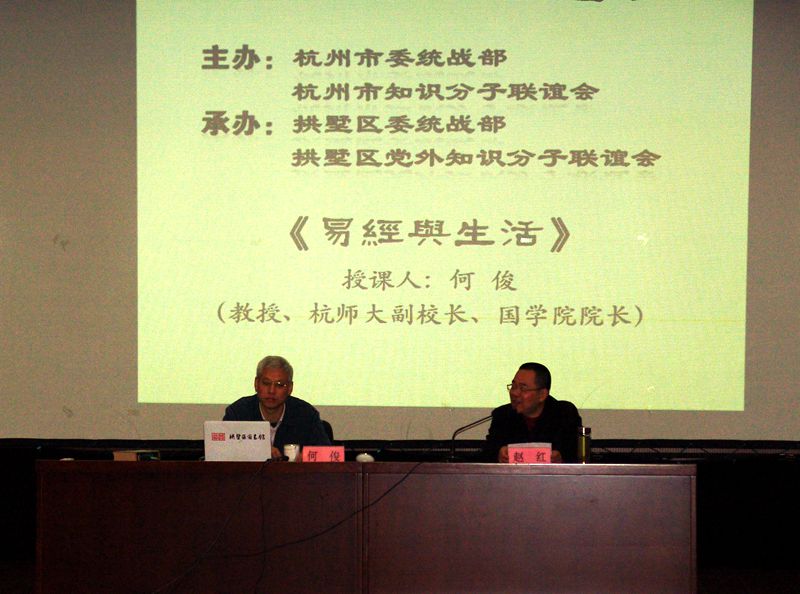 主办：杭州市委统战部
杭州市知识分子联谊会
承办：拱墅区委统战部
拱墅区党外知识分子联谊会
《易經與生活》
授课人：何 俊
（教授、杭师大副校长、国学院院长）
何 俊
赵 红